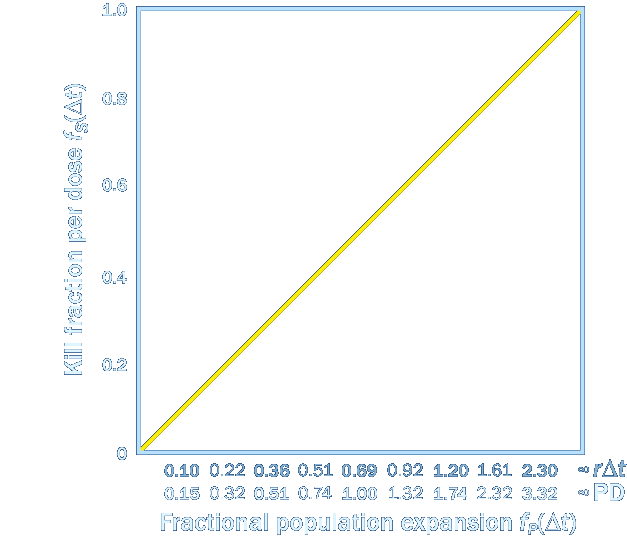 1.0
0.8
0.6
0.4
0.2
0
Kill fraction per dose fS(Δt)
0.10 0.22 0.36 0.51 0.69 0.92 1.20 1.61 2.30 ∞ rΔt
0.15 0.32 0.51 0.74 1.00 1.32 1.74 2.32 3.32 ∞ PD
Fractional population expansion fP(Δt)